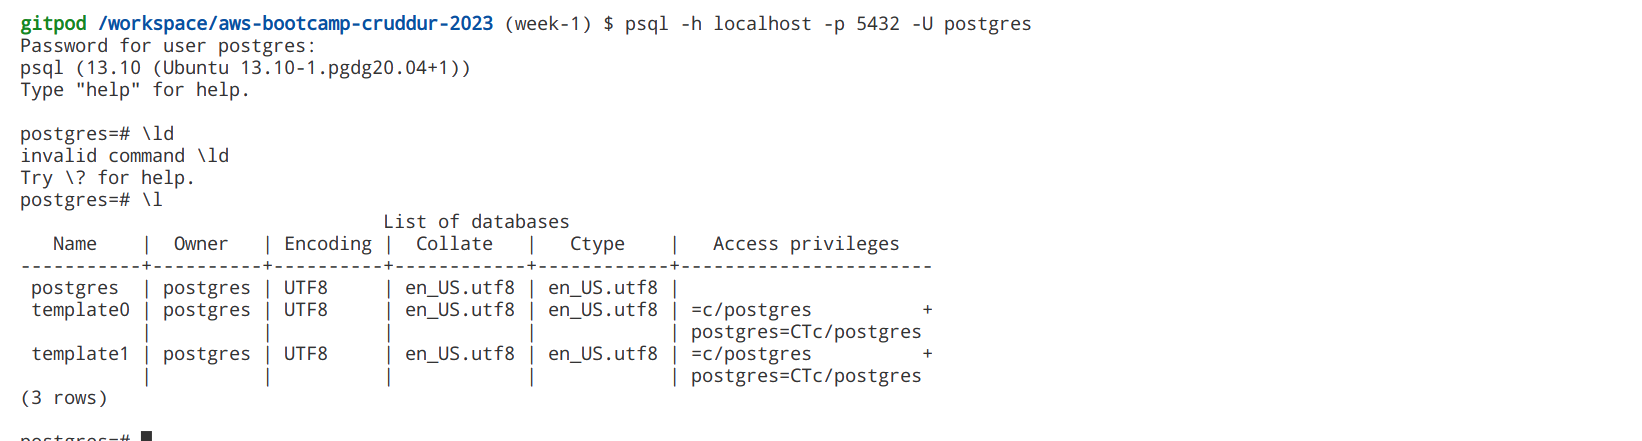 gitpod /workspace/aws-bootcamp-cruddur-2023 (week-1) $ psql -h localhost -p 5432 -U postgres
Password for user postgres:
psql (13.10 (Ubuntu 13.10-1.pgdg20.04+1))
Type "help" for help.

postgres=# \ld
invalid command \ld
Try \? for help.
postgres=# \l
                                 List of databases
   Name    |  Owner   | Encoding |  Collate   |   Ctype    |   Access privileges
-----------+----------+----------+------------+------------+-----------------------
 postgres  | postgres | UTF8     | en_US.utf8 | en_US.utf8 |
 template0 | postgres | UTF8     | en_US.utf8 | en_US.utf8 | =c/postgres          +
           |          |          |            |            | postgres=CTc/postgres
 template1 | postgres | UTF8     | en_US.utf8 | en_US.utf8 | =c/postgres          +
           |          |          |            |            | postgres=CTc/postgres
(3 rows)

postgres=#